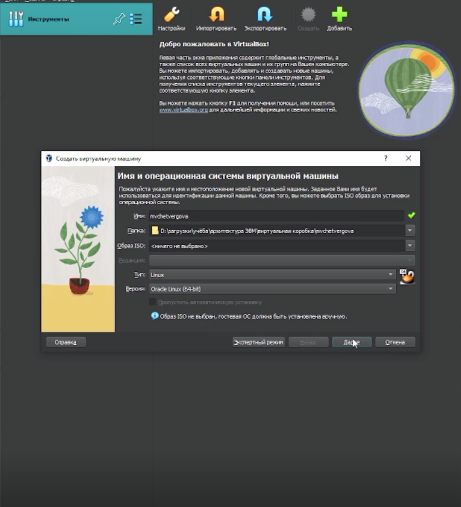 Инструменты
Настройки
Импортировать
Экспортировать
Создать
Добавить
Добро пожаловать в VirtualBox!
Левая часть окна приложения содержит глобальные инструменты, а
также список всех виртуальных машин и их групп на Вашем компьютере.
Вы можете импортировать, добавлять и создавать новые машины,
используя соответствующие кнопки панели инструментов. Для
получения списка инструментов текущего элемента, нажмите
соответствующую кнопку элемента.
Вы можете нажать кнопку F1 для получения помощи, или посетить
www.virtualbox.org для дальнейшей информации и свежих новостей.
Создать виртуальную машину
? ×
Имя и операционная система виртуальной машины
Пожалуйста укажите имя и местоположение новой виртуальной машины. Заданное Вами имя будет
использоваться для идентификации данной машины. Кроме того, Вы можете выбрать ISO образ для установки
операционной системы.
Имя: mvchetvergova
Папка: D:\загрузки\учёба\архитектура ЭВМ\виртуальная коробка\mvchetvergova
Образ ISO: <ничего не выбрано>
Редакция:
Тип: Linux
64
Версия: Oracle Linux (64-bit)
Пропустить автоматическую установку
Образ ISO не выбран, гостевая ОС должна быть установлена вручную.
Справка
Экспертный режим
Назад
Далее
Отмена